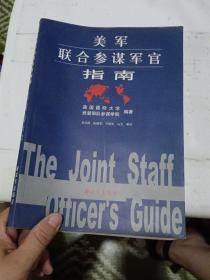 美军
联合参谋军官
指南
美国国防大学
武装部队参谋学院
编著
The Joint Staff
Officer's Guide